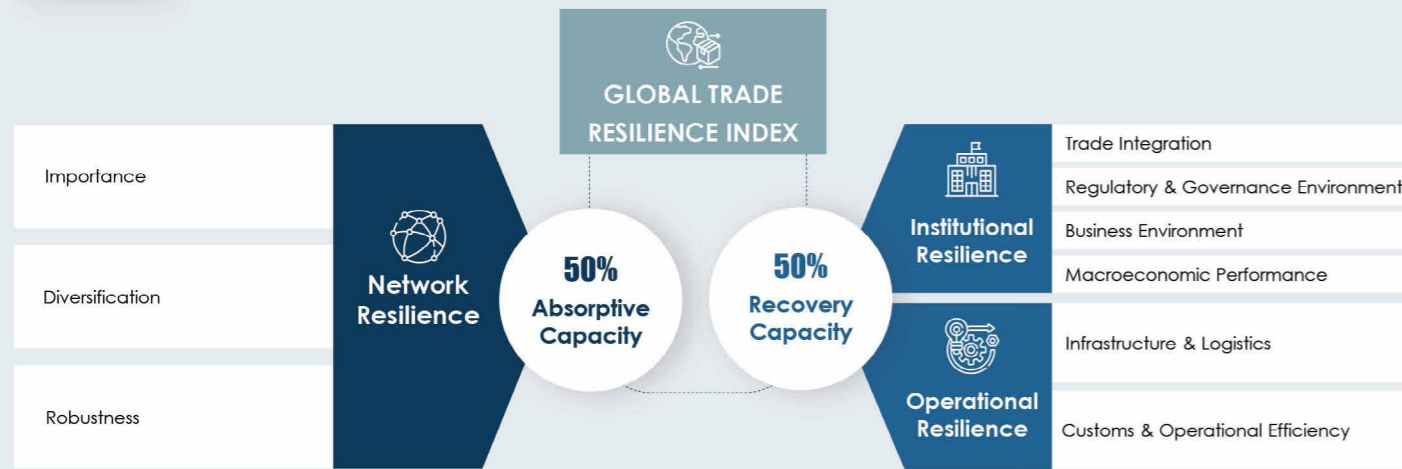 GLOBAL TRADE
RESILIENCE INDEX
Importance
Diversification
Robustness
Network
Resilience
50%
Absorptive
Capacity
50%
Recovery
Capacity
Institutional
Resilience
Trade Integration
Regulatory & Governance Environment
Business Environment
Macroeconomic Performance
Operational
Resilience
Infrastructure & Logistics
Customs & Operational Efficiency